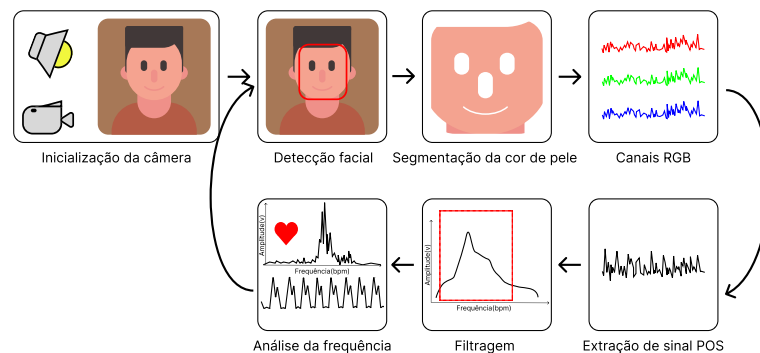 Inicialização da câmera
Detecção facial
Segmentação da cor de pele
Canais RGB
Amplitude(v)
Frequência(bpm)
Análise da frequência
Amplitude(v)
Frequência(bpm)
Filtragem
Extração de sinal POS